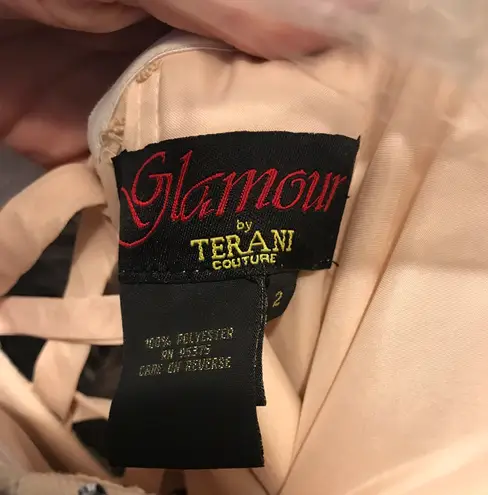 Glamour
by
TERANI
COUTURE
2
100% POLYESTER
RN 95375
CARE ON REVERSE